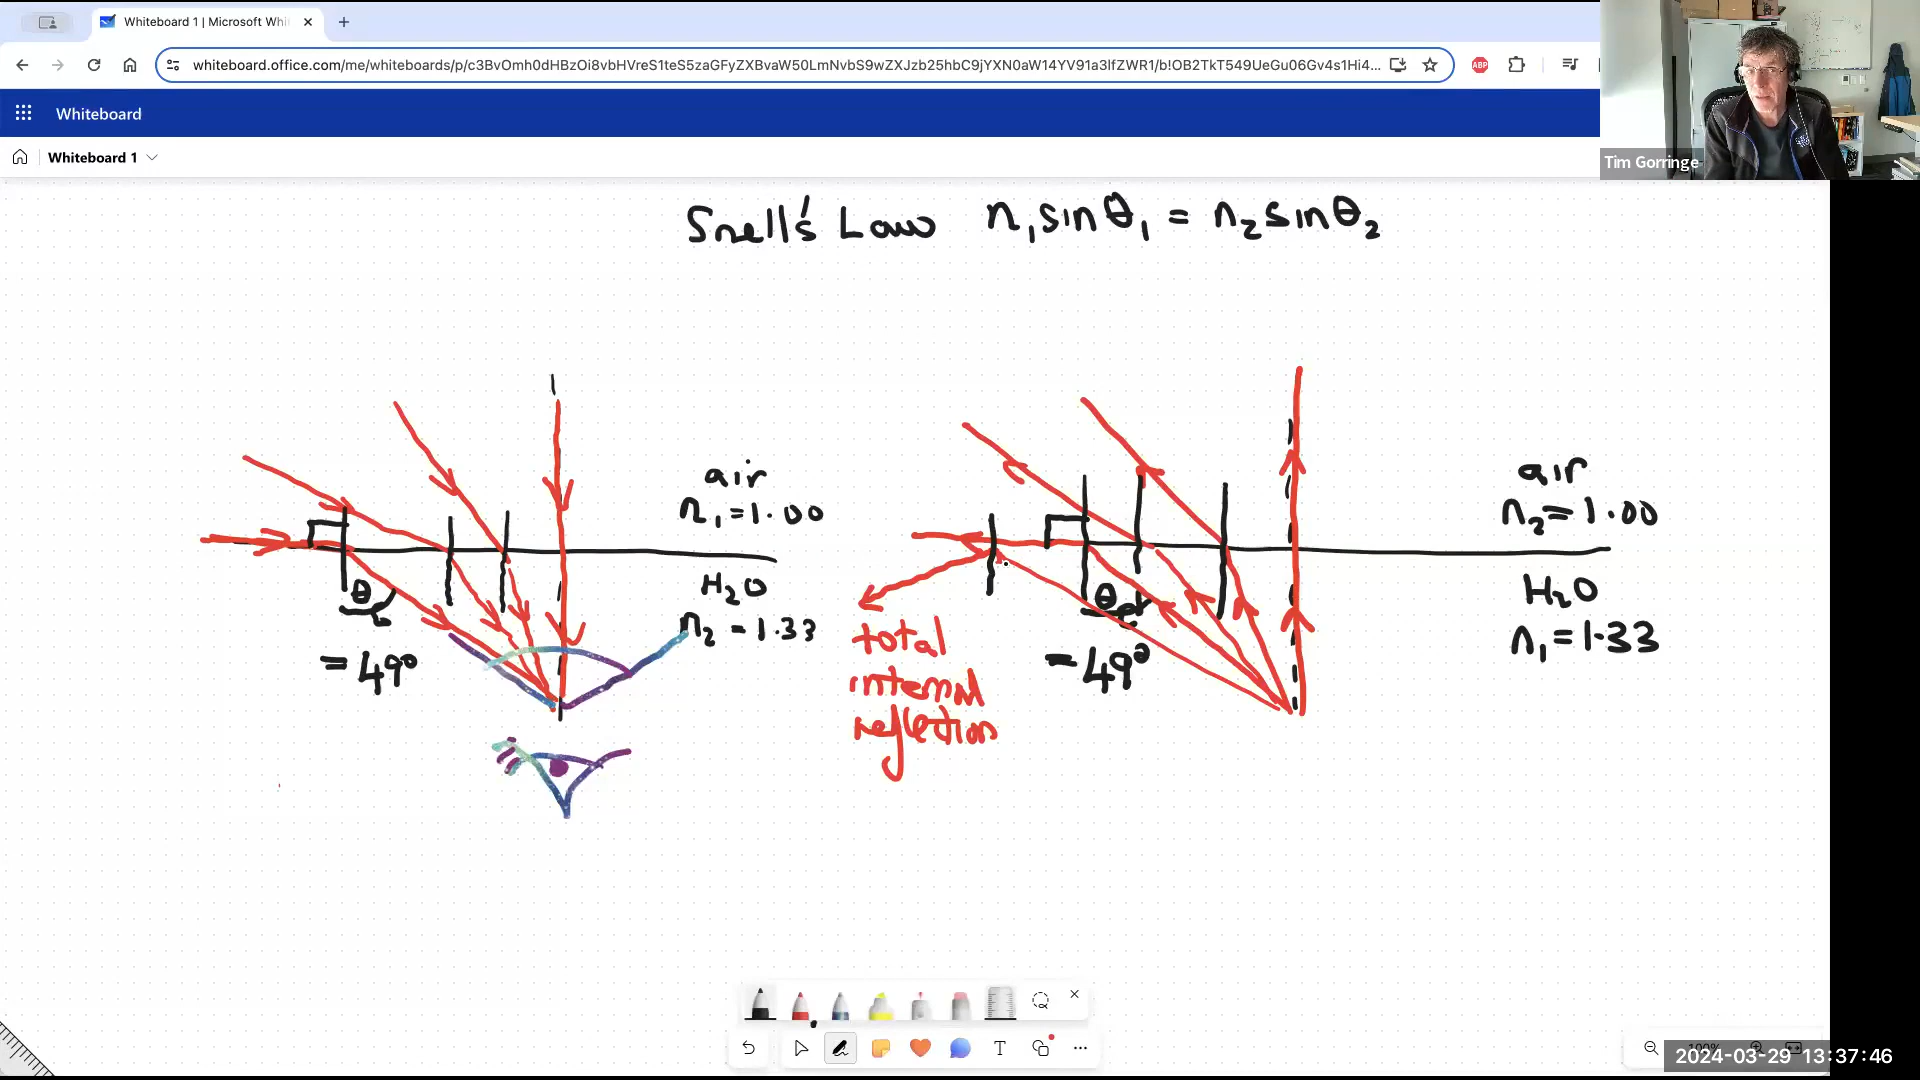 Whiteboard 1 | Microsoft Whi
whiteboard.office.com/me/whiteboards/p/c3BvOmh0dHBzOi8vbHVreS1teS5zaGFyZXBvaW50LmNvbS9wZXJzb25hbC9jYXN0aW14YV91a3lfZWR1/b!OB2TkT549UeGu06Gv4s1Hi4...
ABP
Whiteboard
Whiteboard 1
Tim Gorringe
Snell's Law n₁sinθ₁ = n₂sinθ₂
air
n₁=1.00
H₂O
n₂=1.33
θ
=49°
air
n₂=1.00
H₂O
n₁=1.33
θ
=49°
total
internal
reflection
T
100%
2024-03-29 13:37:46